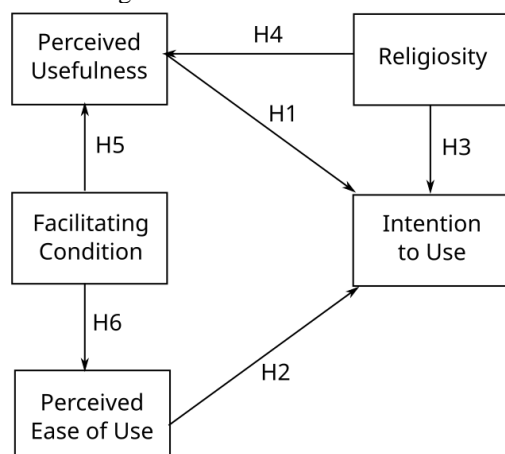 Perceived
Usefulness
H4
Religiosity
H1
H5
H3
Facilitating
Condition
Intention
to Use
H6
H2
Perceived
Ease of Use